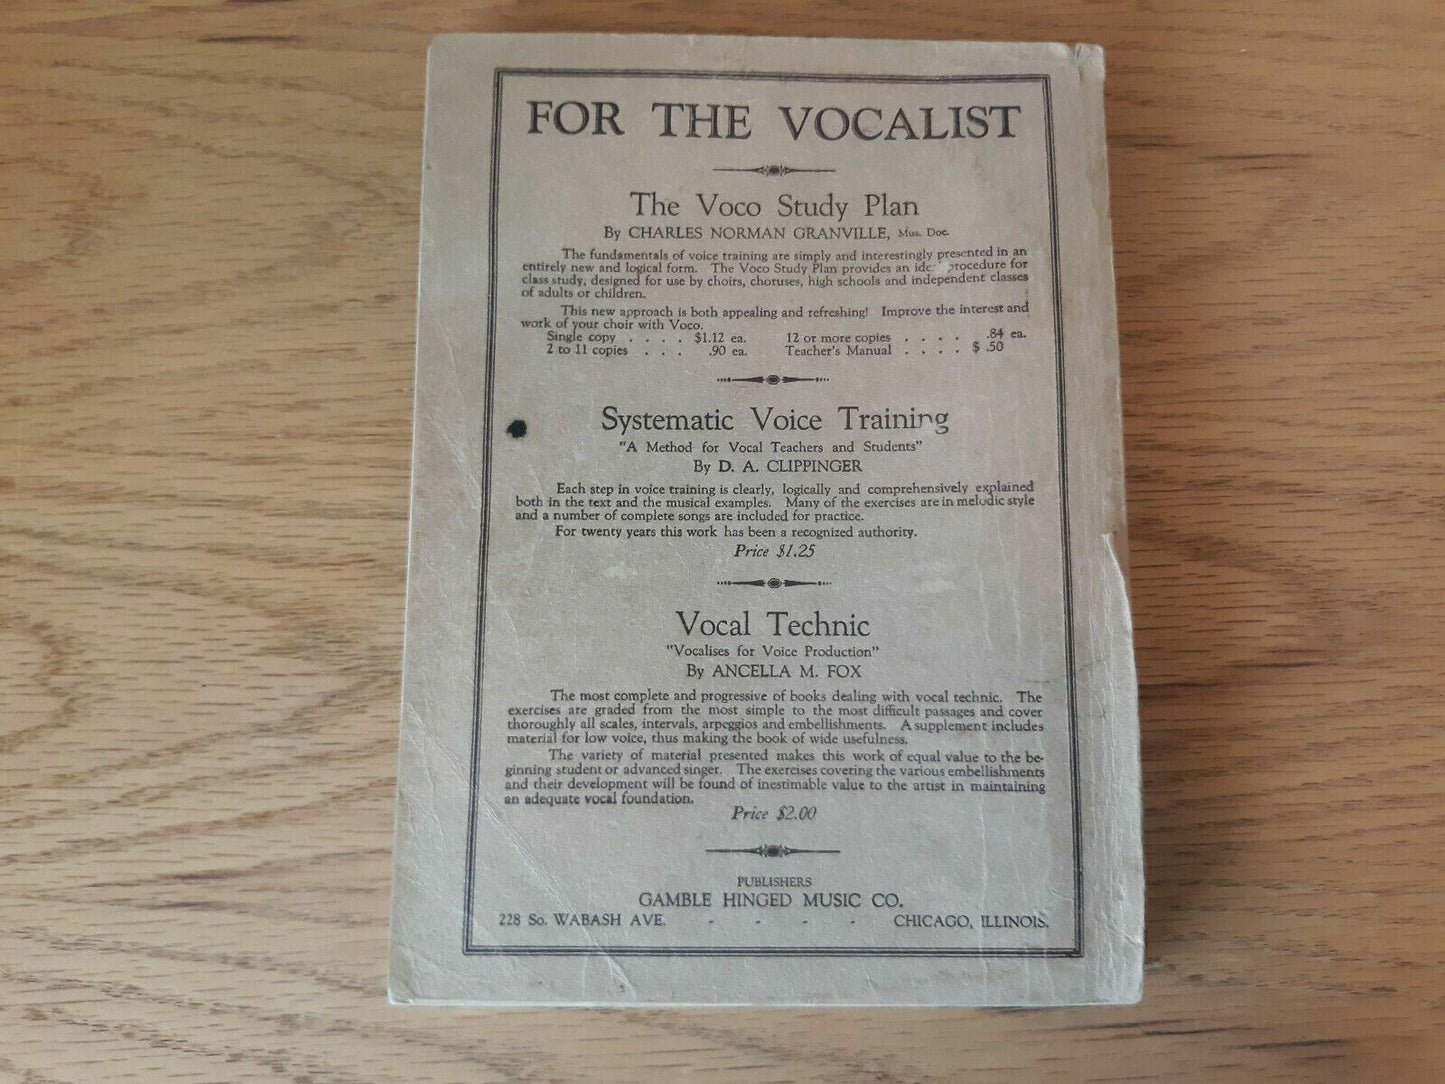 FOR THE VOCALIST
The Voco Study Plan
By CHARLES NORMAN GRANVILLE, Mus. Doc.
The fundamentals of voice training are simply and interestingly presented in an
entirely new and logical form. The Voco Study Plan provides an procedure for
class study, designed for use by choirs, choruses, high schools and independent classes
of adults or children.
This new approach is both appealing and refreshing! Improve the interest and
work of your choir with Voco.
Single copy . . . . $1.12 ea. 12 or more copies . . . . .84 ea.
2 to 11 copies . . . .90 ea. Teacher's Manual . . . . $ .50
Systematic Voice Training
"A Method for Vocal Teachers and Students"
By D. A. CLIPPINGER
Each step in voice training is clearly, logically and comprehensively explained
both in the text and the musical examples. Many of the exercises are in melodic style
and a number of complete songs are included for practice.
For twenty years this work has been a recognized authority.
Price $1.25
Vocal Technic
"Vocalises for Voice Production"
By ANCELLA M. FOX
The most complete and progressive of books dealing with vocal technic. The
exercises are graded from the most simple to the most difficult passages and cover
thoroughly all scales, intervals, arpeggios and embellishments. A supplement includes
material for low voice, thus making the book of wide usefulness.
The variety of material presented makes this work of equal value to the be-
ginning student or advanced singer. The exercises covering the various embellishments
and their development will be found of inestimable value to the artist in maintaining
an adequate vocal foundation.
Price $2.00
PUBLISHERS
GAMBLE HINGED MUSIC CO.
228 So. WABASH AVE. - - - - CHICAGO, ILLINOIS.